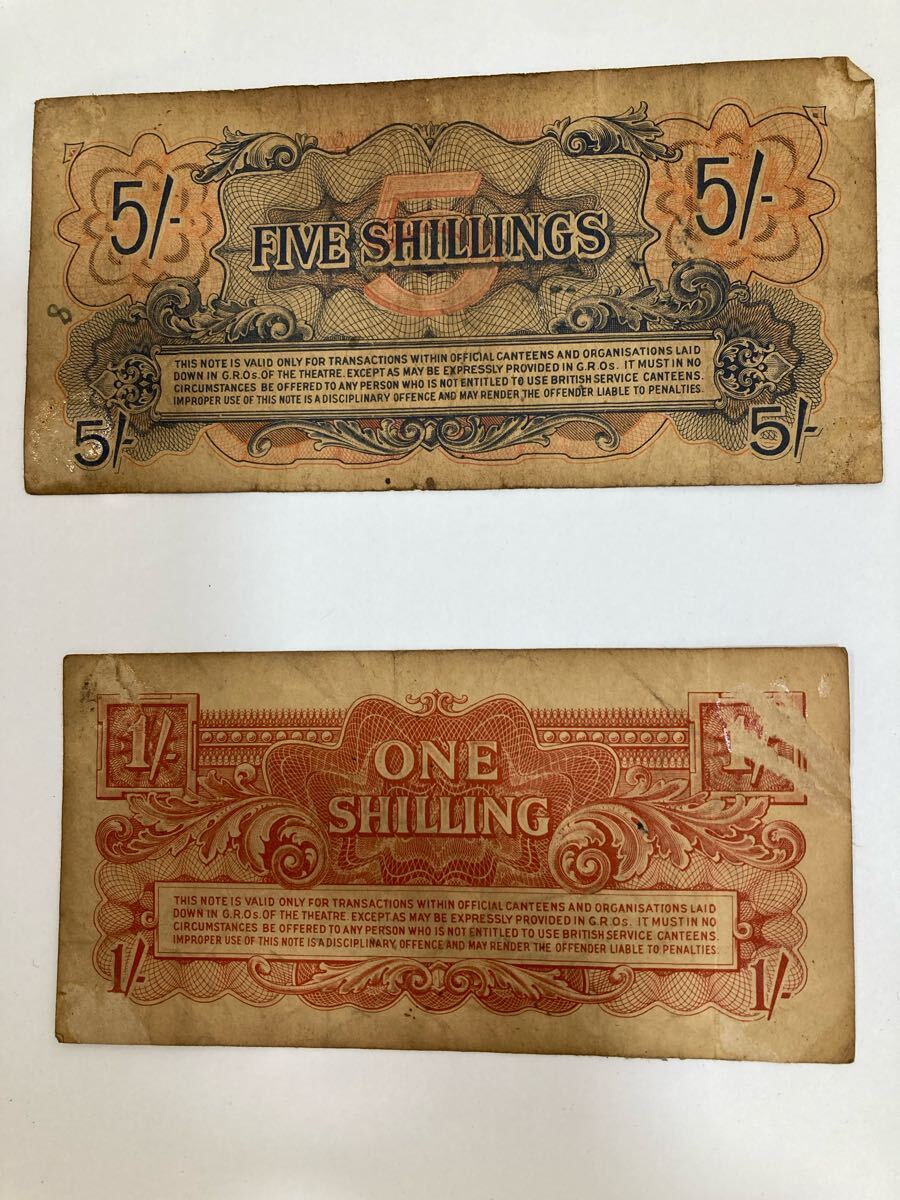 5/-
5/-
5
FIVE SHILLINGS
8
THIS NOTE IS VALID ONLY FOR TRANSACTIONS WITHIN OFFICIAL CANTEENS AND ORGANISATIONS LAID
DOWN IN G.R.Os. OF THE THEATRE. EXCEPT AS MAY BE EXPRESSLY PROVIDED IN G.R.Os. IT MUST IN NO
CIRCUMSTANCES BE OFFERED TO ANY PERSON WHO IS NOT ENTITLED TO USE BRITISH SERVICE CANTEENS.
IMPROPER USE OF THIS NOTE IS A DISCIPLINARY OFFENCE AND MAY RENDER THE OFFENDER LIABLE TO PENALTIES.
5/-
5/-
1/-
1/-
ONE
SHILLING
THIS NOTE IS VALID ONLY FOR TRANSACTIONS WITHIN OFFICIAL CANTEENS AND ORGANISATIONS LAID
DOWN IN G.R.Os. OF THE THEATRE. EXCEPT AS MAY BE EXPRESSLY PROVIDED IN G.R.Os. IT MUST IN NO
CIRCUMSTANCES BE OFFERED TO ANY PERSON WHO IS NOT ENTITLED TO USE BRITISH SERVICE CANTEENS.
IMPROPER USE OF THIS NOTE IS A DISCIPLINARY OFFENCE AND MAY RENDER THE OFFENDER LIABLE TO PENALTIES.
1/-
1/-